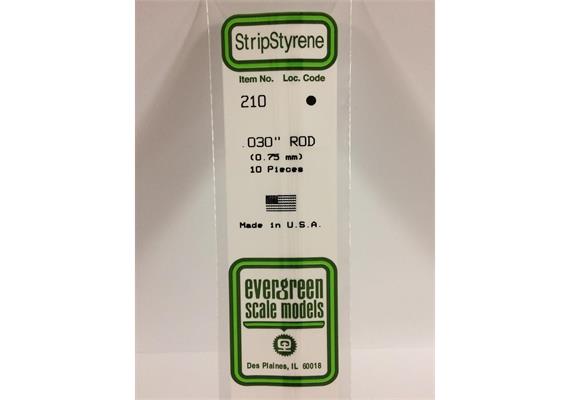 StripStyrene
Item No. Loc. Code
210
.030" ROD
(0.75 mm)
10 Pieces
Made in U.S.A.
evergreen
scale models
Des Plaines, IL 60018